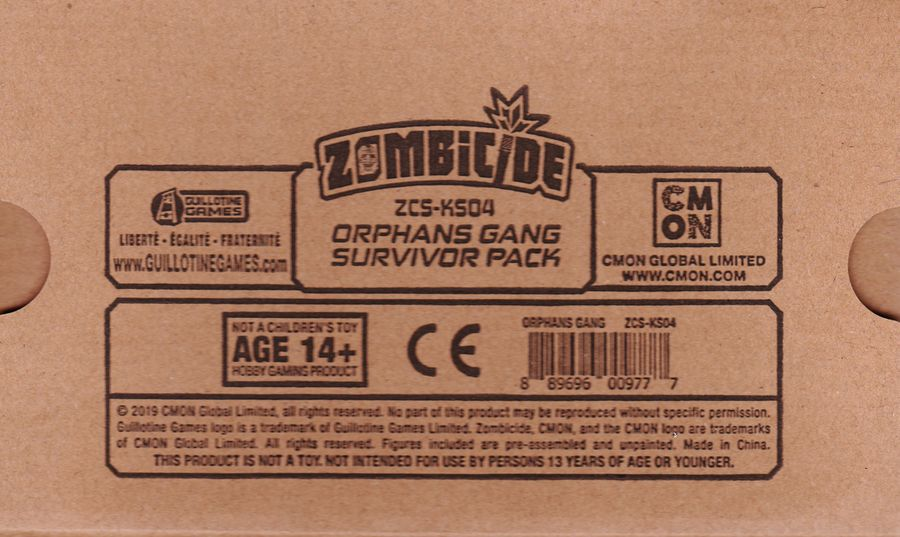 ZOMBICIDE
ZCS-KS04
ORPHANS GANG
SURVIVOR PACK
GUILLOTINE
GAMES
LIBERTÉ - ÉGALITÉ - FRATERNITÉ
www.GUILLOTINEGAMES.com
CM
ON
CMON GLOBAL LIMITED
WWW.CMON.COM
NOT A CHILDREN'S TOY
AGE 14+
HOBBY GAMING PRODUCT
CE
ORPHANS GANG ZCS-KS04
8 89696 00977 7
© 2019 CMON Global Limited, all rights reserved. No part of this product may be reproduced without specific permission.
Guillotine Games logo is a trademark of Guillotine Games Limited. Zombicide, CMON, and the CMON logo are trademarks
of CMON Global Limited. All rights reserved. Figures included are pre-assembled and unpainted. Made in China.
THIS PRODUCT IS NOT A TOY. NOT INTENDED FOR USE BY PERSONS 13 YEARS OF AGE OR YOUNGER.